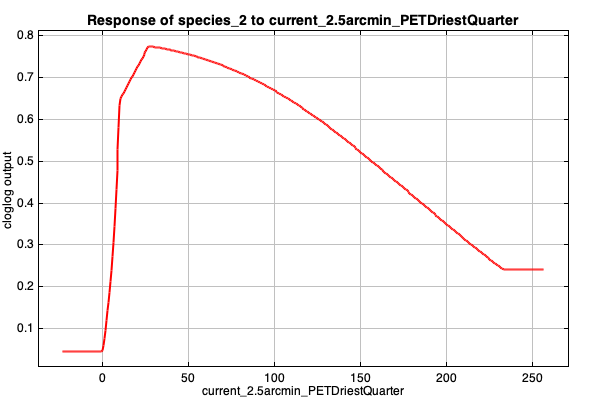 Response of species_2 to current_2.5arcmin_PETDriestQuarter
0.8
0.7
0.6
0.5
0.4
0.3
0.2
0.1
cloglog output
0 50 100 150 200 250
current_2.5arcmin_PETDriestQuarter